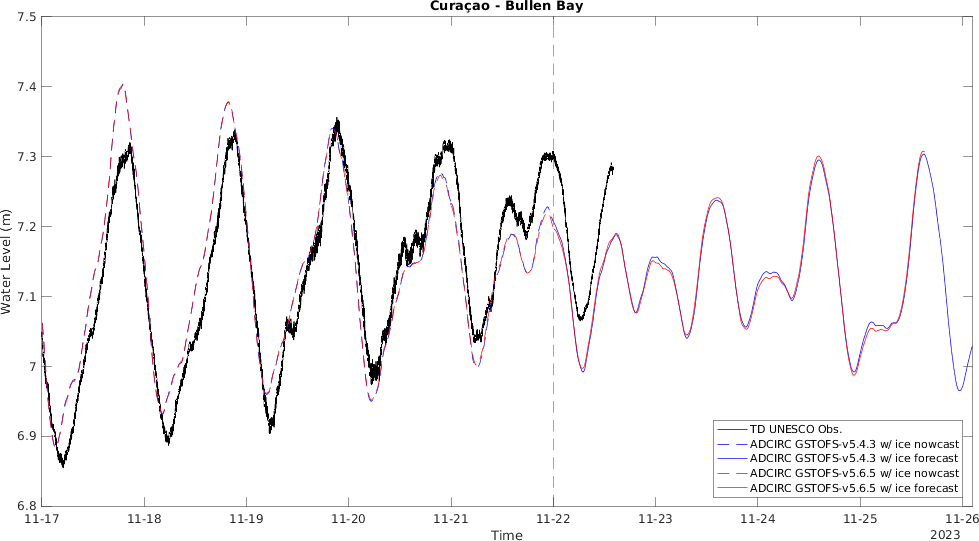 Curaçao - Bullen Bay
7.5
7.4
7.3
7.2
7.1
7
6.9
6.8
Water Level (m)
11-17 11-18 11-19 11-20 11-21 11-22 11-23 11-24 11-25 11-26
2023
Time
TD UNESCO Obs.
ADCIRC GSTOFS-v5.4.3 w/ ice nowcast
ADCIRC GSTOFS-v5.4.3 w/ ice forecast
ADCIRC GSTOFS-v5.6.5 w/ ice nowcast
ADCIRC GSTOFS-v5.6.5 w/ ice forecast